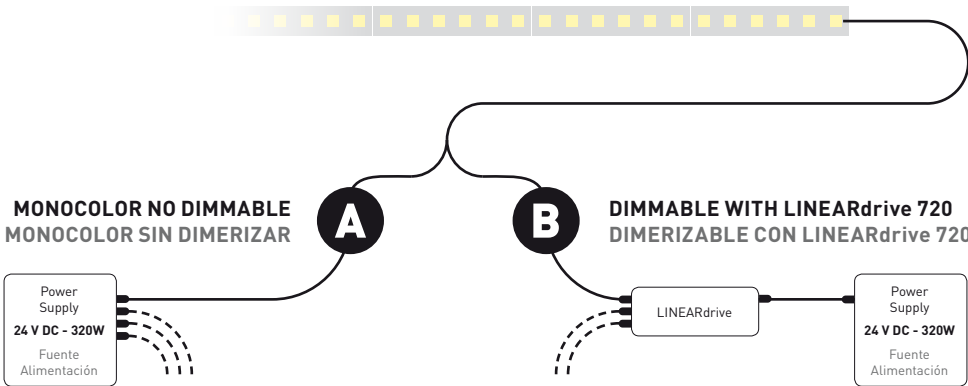 MONOCOLOR NO DIMMABLE
MONOCOLOR SIN DIMERIZAR
A
B
DIMMABLE WITH LINEARdrive 720
DIMERIZABLE CON LINEARdrive 720
Power
Supply
24 V DC - 320W
Fuente
Alimentación
LINEARdrive
Power
Supply
24 V DC - 320W
Fuente
Alimentación